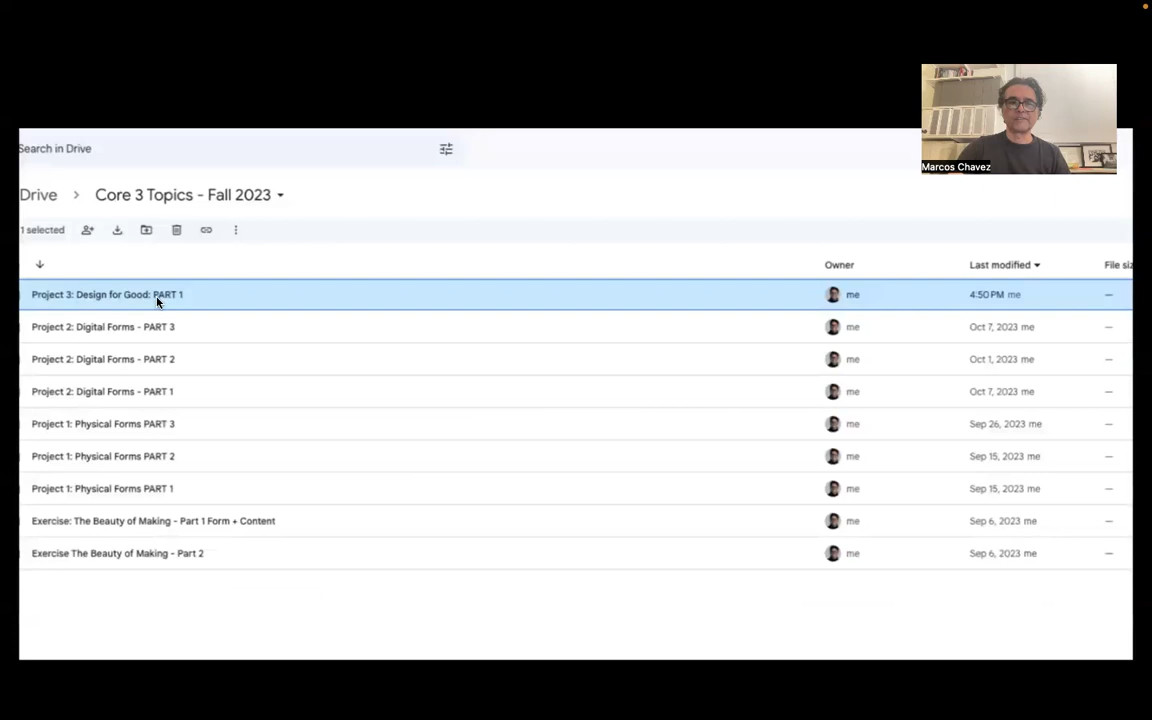 Marcos Chavez
Search in Drive
Drive > Core 3 Topics - Fall 2023
1 selected
Owner Last modified File siz
Project 3: Design for Good: PART 1 me 4:50 PM me —
Project 2: Digital Forms - PART 3 me Oct 7, 2023 me —
Project 2: Digital Forms - PART 2 me Oct 1, 2023 me —
Project 2: Digital Forms - PART 1 me Oct 7, 2023 me —
Project 1: Physical Forms PART 3 me Sep 26, 2023 me —
Project 1: Physical Forms PART 2 me Sep 15, 2023 me —
Project 1: Physical Forms PART 1 me Sep 15, 2023 me —
Exercise: The Beauty of Making - Part 1 Form + Content me Sep 6, 2023 me —
Exercise The Beauty of Making - Part 2 me Sep 6, 2023 me —